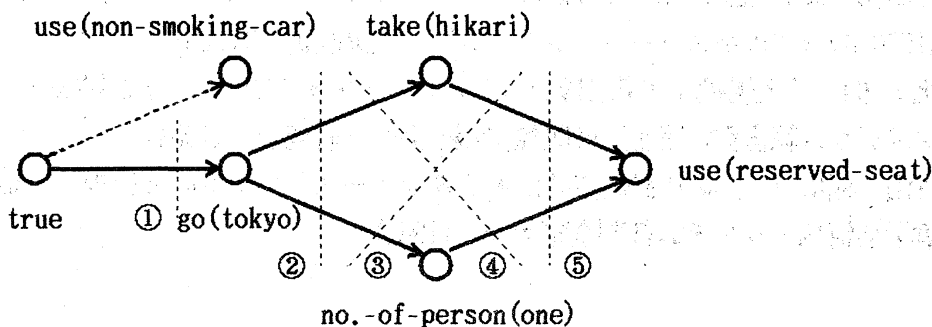 use(non-smoking-car)
take(hikari)
true
① go(tokyo)
use(reserved-seat)
② ③ ④ ⑤
no.-of-person(one)